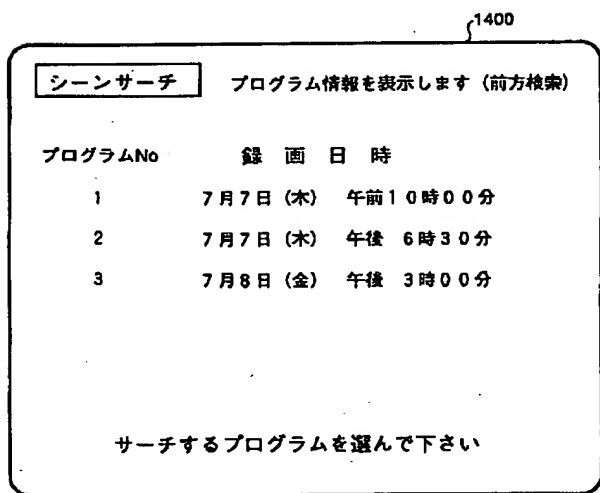 1400
シーンサーチ プログラム情報を表示します (前方検索)
プログラムNo 録画日時
1 7月7日 (木) 午前10時00分
2 7月7日 (木) 午後 6時30分
3 7月8日 (金) 午後 3時00分
サーチするプログラムを選んで下さい